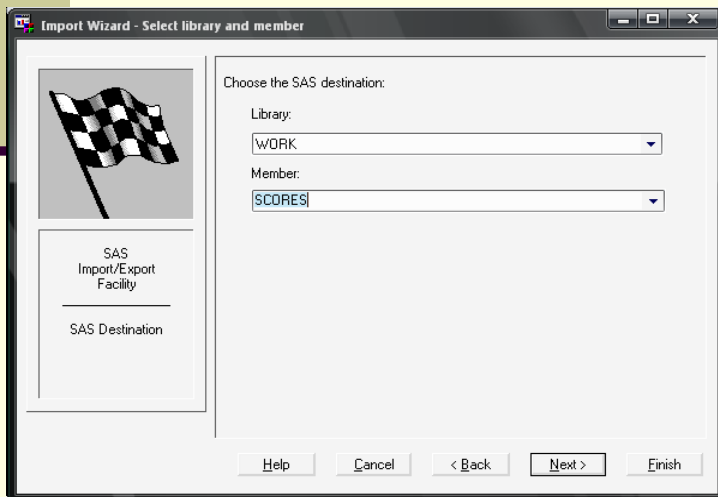 Import Wizard - Select library and member
Choose the SAS destination:
Library:
WORK
Member:
SCORES
SAS
Import/Export
Facility
SAS Destination
Help
Cancel
< Back
Next >
Finish